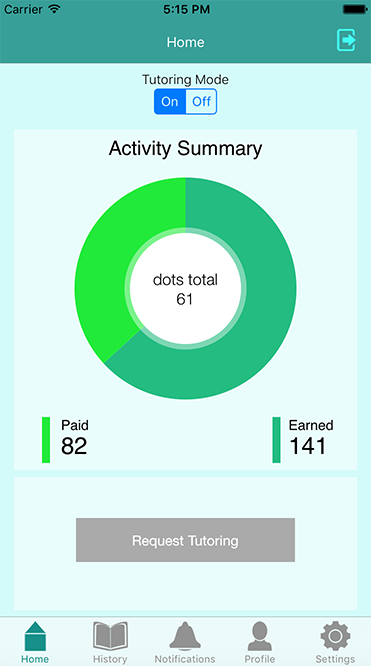 Carrier 5:15 PM
Home
Tutoring Mode
On Off
Activity Summary
dots total
61
Paid Earned
82 141
Request Tutoring
Home History Notifications Profile Settings